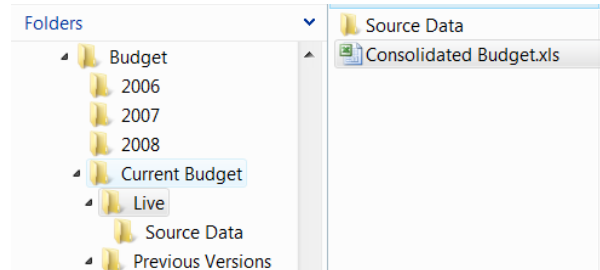 Folders
Budget
2006
2007
2008
Current Budget
Live
Source Data
Previous Versions
Source Data
Consolidated Budget.xls